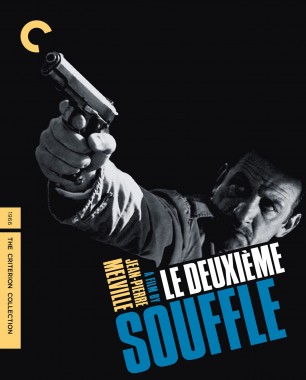 1966
THE CRITERION COLLECTION
A FILM BY
JEAN-PIERRE
MELVILLE
LE DEUXIÈME
SOUFFLE